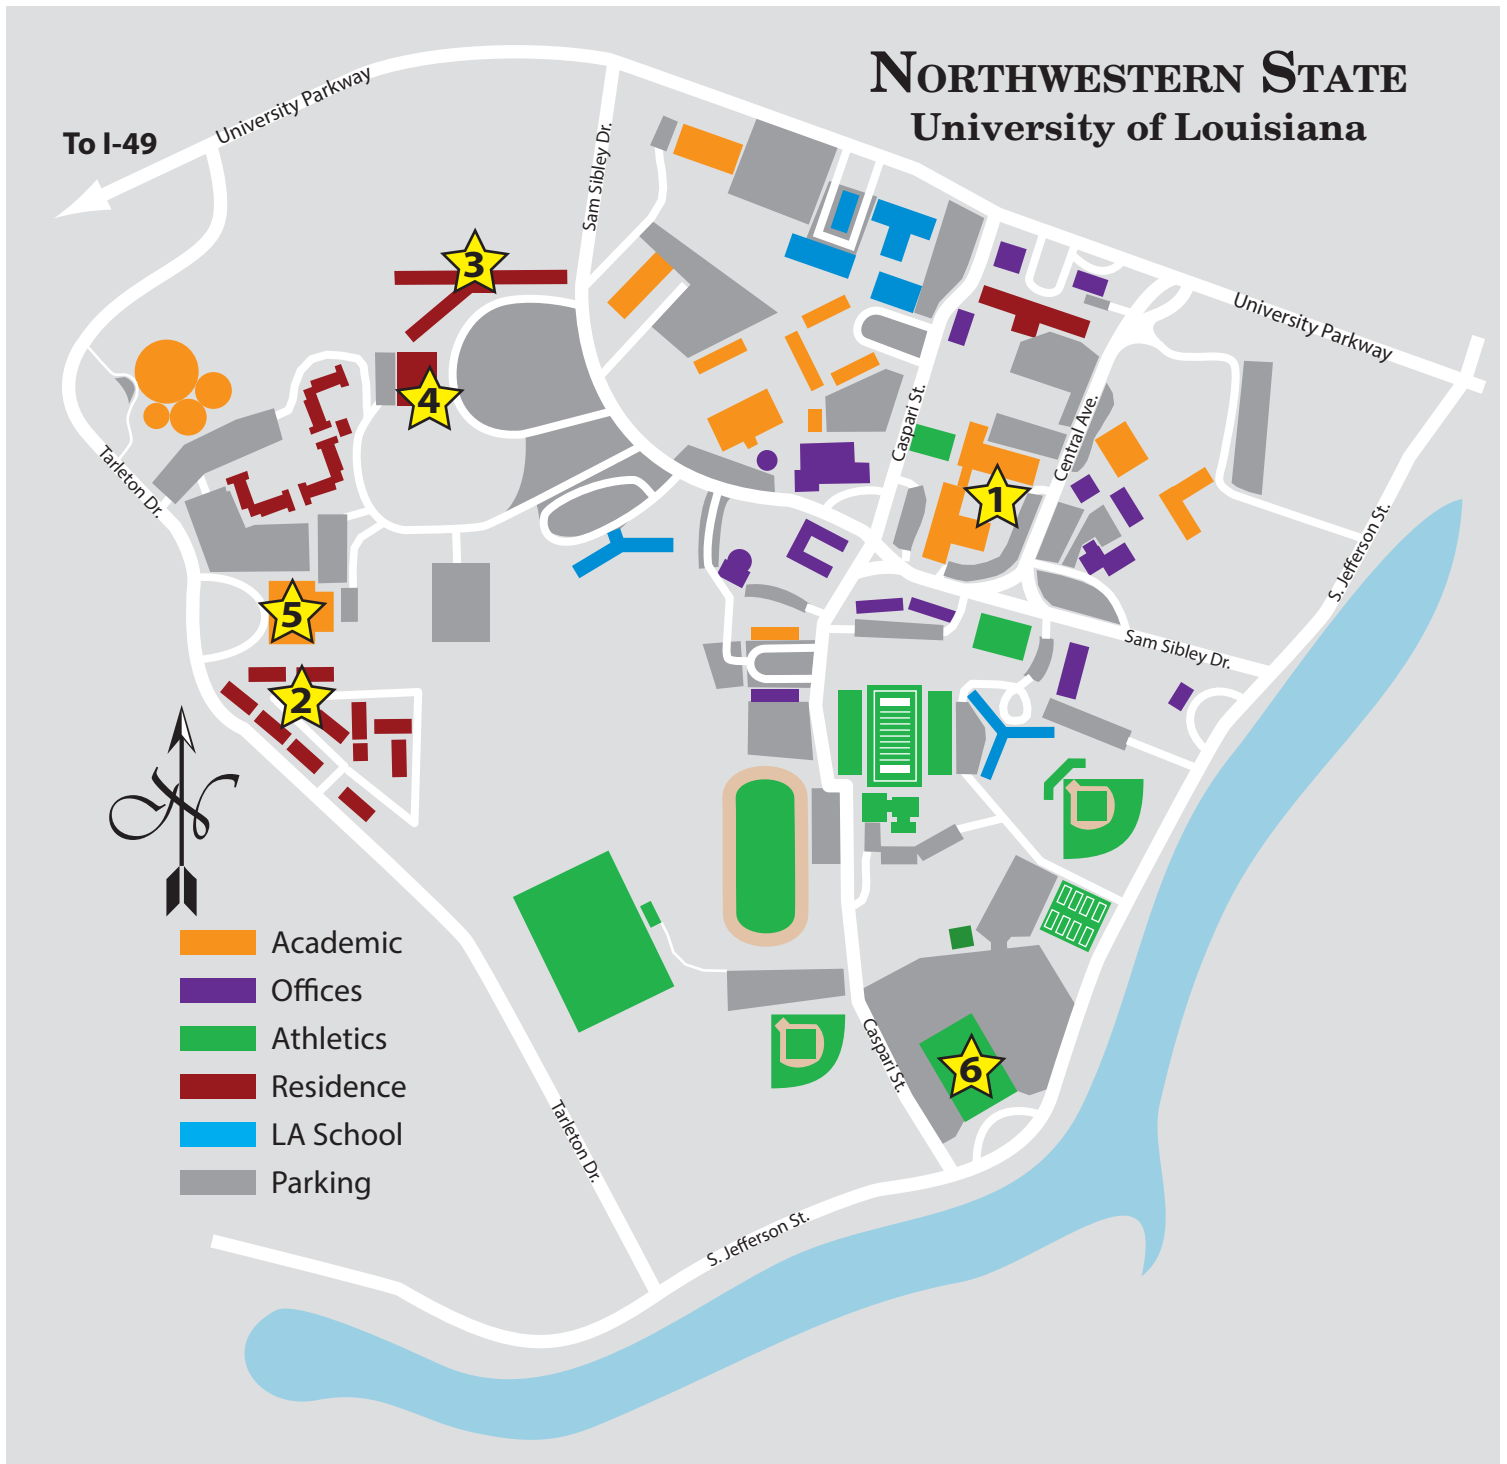 NORTHWESTERN STATE
University of Louisiana
To I-49
University Parkway
Sam Sibley Dr.
3
4
University Parkway
Caspari St.
Central Ave.
1
Tarleton Dr.
S. Jefferson St.
5
Sam Sibley Dr.
2
N
Academic
Offices
Athletics
Residence
LA School
Parking
Caspari St.
6
Tarleton Dr.
S. Jefferson St.